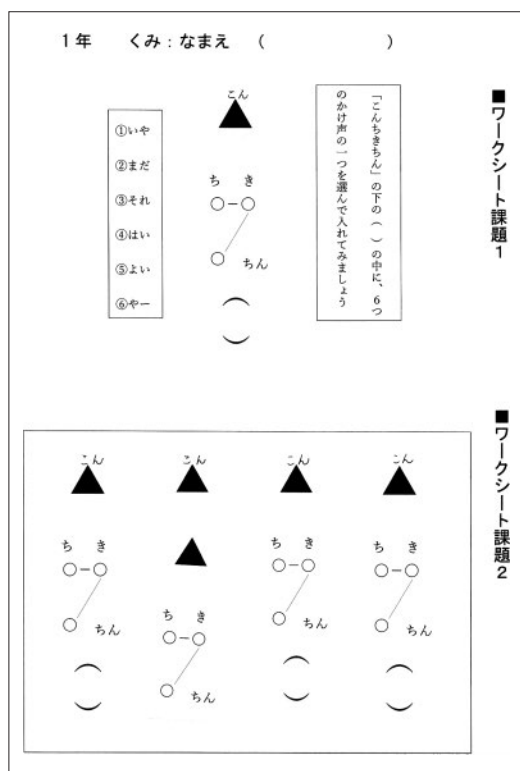 1年　くみ：なまえ　（　　　　　　）
■ワークシート課題1
「こんちきちん」の下の（　）の中に、6つ
のかけ声の一つを選んで入れてみましょう
こん
ち　き
ちん
（　）
①いや
②まだ
③それ
④はい
⑤よい
⑥やー
■ワークシート課題2
こん
ち　き
ちん
（　）
こん
ち　き
ちん
（　）
こん
ち　き
ちん
こん
ち　き
ちん
（　）